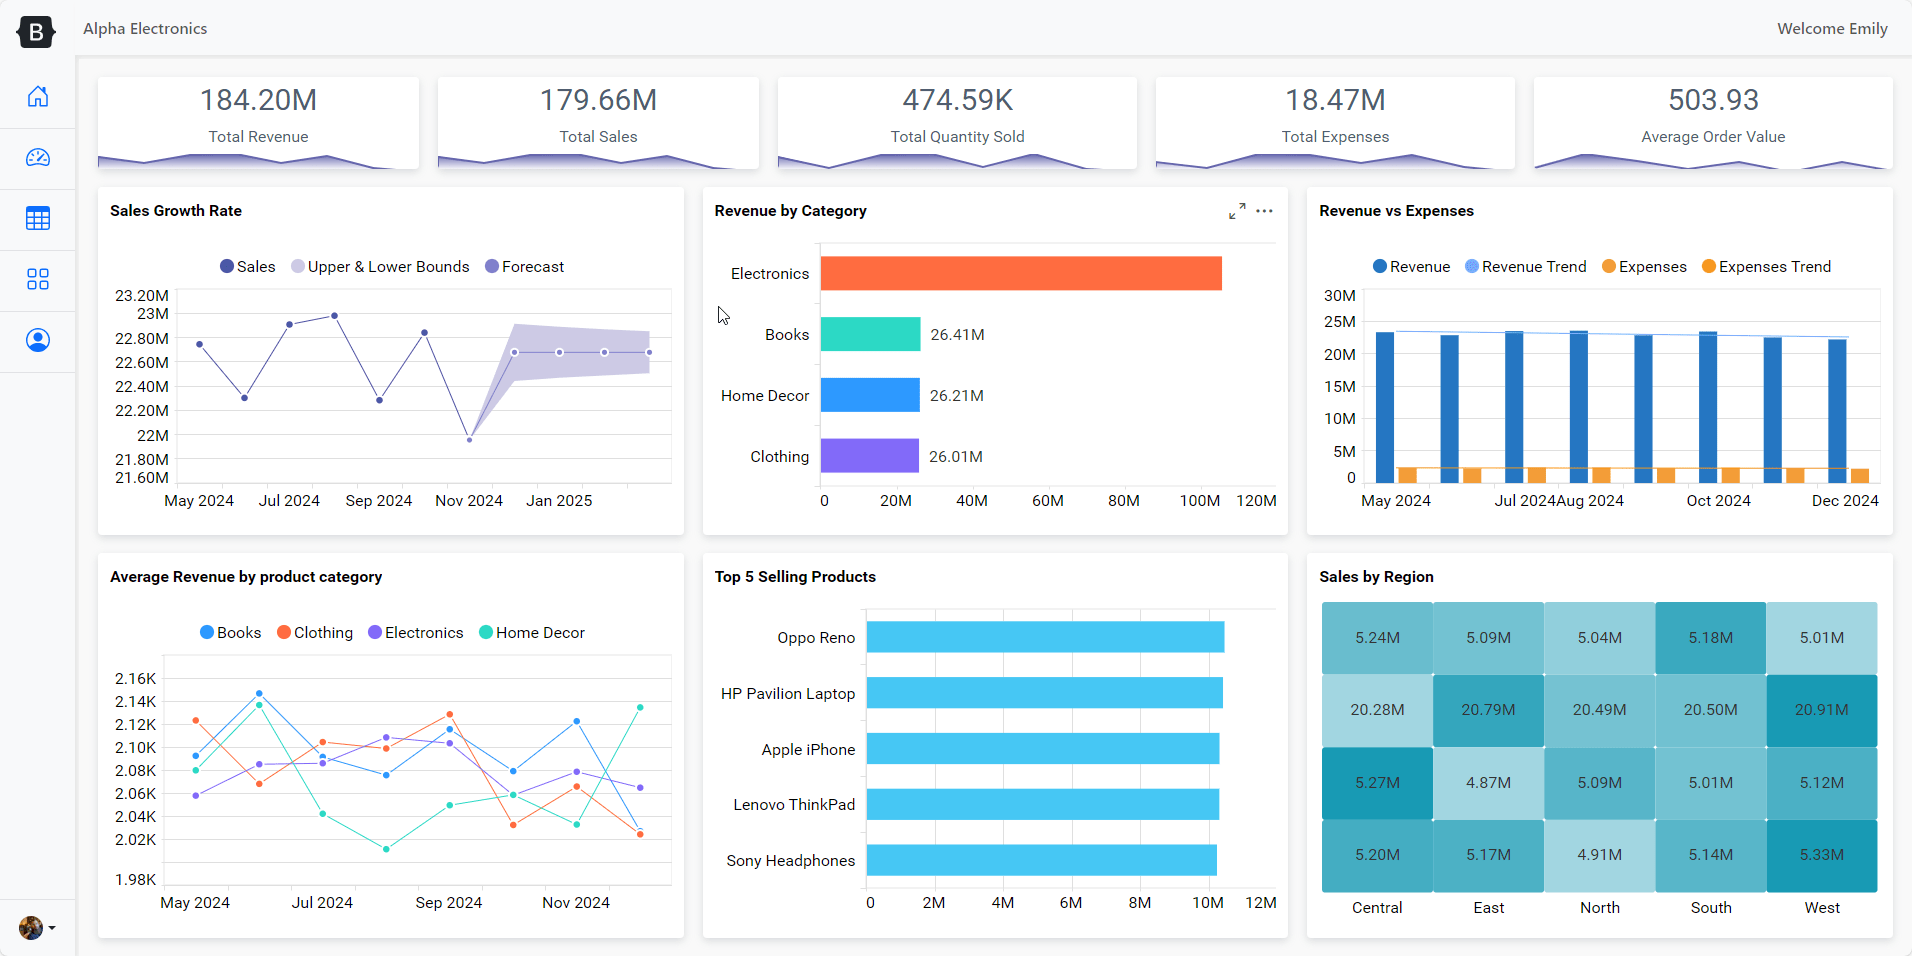 B
Alpha Electronics
Welcome Emily
184.20M
Total Revenue
179.66M
Total Sales
474.59K
Total Quantity Sold
18.47M
Total Expenses
503.93
Average Order Value
Sales Growth Rate
Sales Upper & Lower Bounds Forecast
23.20M
23M
22.80M
22.60M
22.40M
22.20M
22M
21.80M
21.60M
May 2024 Jul 2024 Sep 2024 Nov 2024 Jan 2025
Revenue by Category
Electronics
Books 26.41M
Home Decor 26.21M
Clothing 26.01M
0 20M 40M 60M 80M 100M 120M
Revenue vs Expenses
Revenue Revenue Trend Expenses Expenses Trend
30M
25M
20M
15M
10M
5M
0
May 2024 Jul 2024 Aug 2024 Oct 2024 Dec 2024
Average Revenue by product category
Books Clothing Electronics Home Decor
2.16K
2.14K
2.12K
2.10K
2.08K
2.06K
2.04K
2.02K
1.98K
May 2024 Jul 2024 Sep 2024 Nov 2024
Top 5 Selling Products
Oppo Reno
HP Pavilion Laptop
Apple iPhone
Lenovo ThinkPad
Sony Headphones
0 2M 4M 6M 8M 10M 12M
Sales by Region
5.24M 5.09M 5.04M 5.18M 5.01M
20.28M 20.79M 20.49M 20.50M 20.91M
5.27M 4.87M 5.09M 5.01M 5.12M
5.20M 5.17M 4.91M 5.14M 5.33M
Central East North South West